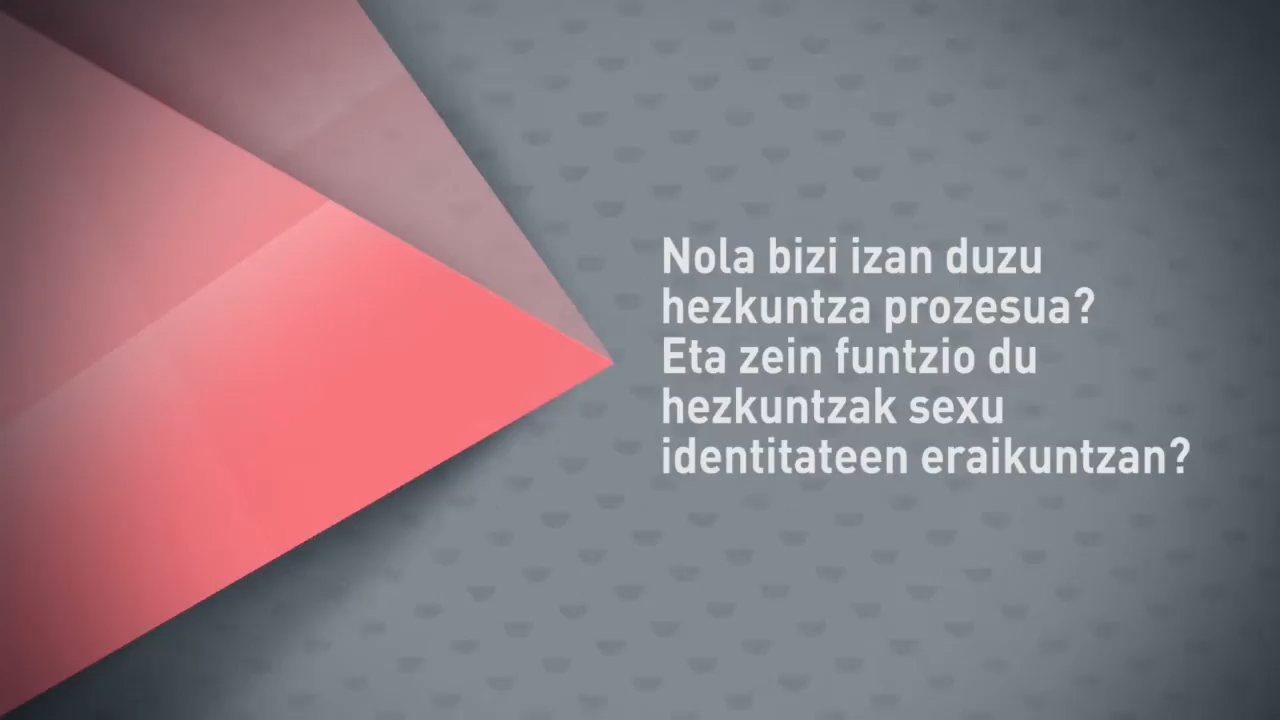 Nola bizi izan duzu
hezkuntza prozesua?
Eta zein funtzio du
hezkuntzak sexu
identitateen eraikuntzan?